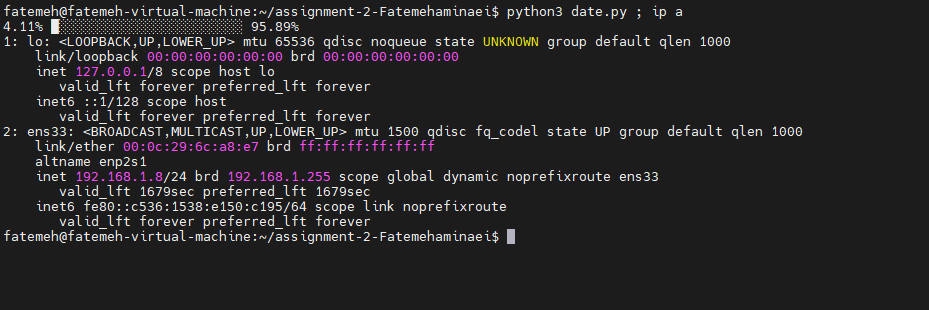 fatemeh@fatemeh-virtual-machine:~/assignment-2-Fatemehaminaei$ python3 date.py ; ip a
4.11% █░░░░░░░░░░░░░░░░░░░░░░░ 95.89%
1: lo: <LOOPBACK,UP,LOWER_UP> mtu 65536 qdisc noqueue state UNKNOWN group default qlen 1000
    link/loopback 00:00:00:00:00:00 brd 00:00:00:00:00:00
    inet 127.0.0.1/8 scope host lo
       valid_lft forever preferred_lft forever
    inet6 ::1/128 scope host
       valid_lft forever preferred_lft forever
2: ens33: <BROADCAST,MULTICAST,UP,LOWER_UP> mtu 1500 qdisc fq_codel state UP group default qlen 1000
    link/ether 00:0c:29:6c:a8:e7 brd ff:ff:ff:ff:ff:ff
    altname enp2s1
    inet 192.168.1.8/24 brd 192.168.1.255 scope global dynamic noprefixroute ens33
       valid_lft 1679sec preferred_lft 1679sec
    inet6 fe80::c536:1538:e150:c195/64 scope link noprefixroute
       valid_lft forever preferred_lft forever
fatemeh@fatemeh-virtual-machine:~/assignment-2-Fatemehaminaei$